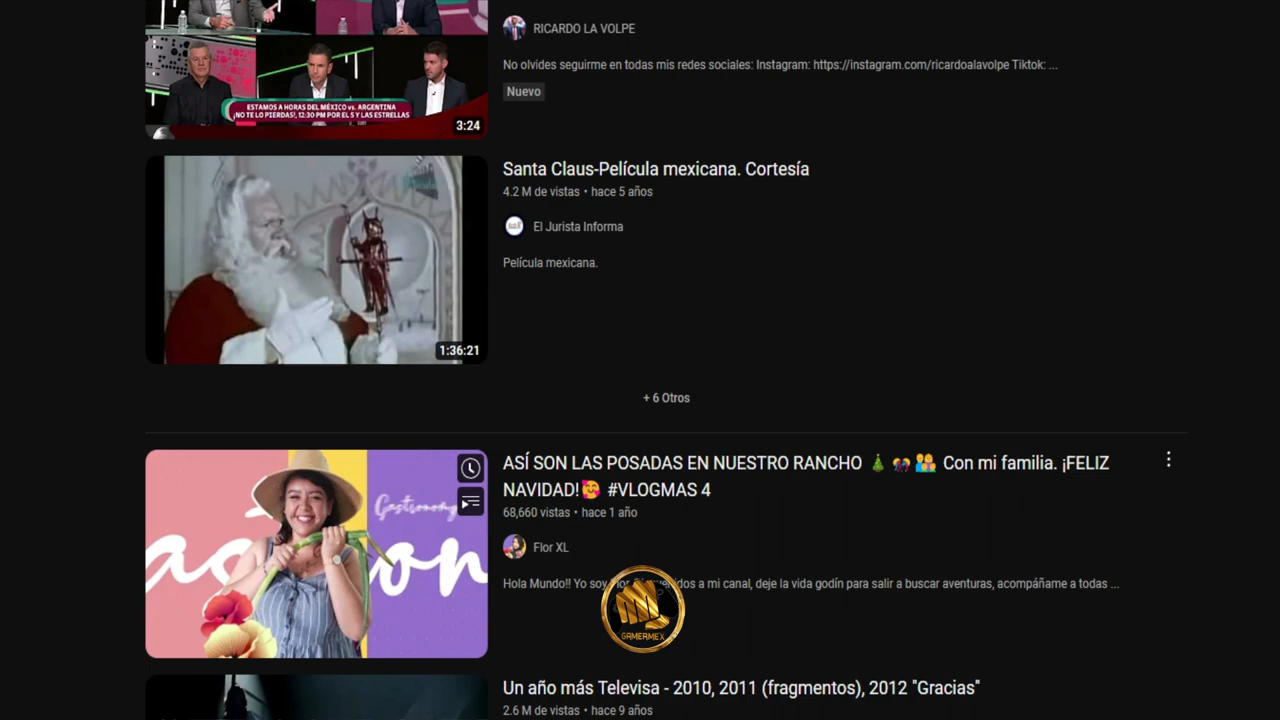 RICARDO LA VOLPE
No olvides seguirme en todas mis redes sociales: Instagram: https://instagram.com/ricardoalavolpe Tiktok: ...
Nuevo
ESTAMOS A HORAS DEL MÉXICO vs. ARGENTINA
¡NO TE LO PIERDAS!, 12:30 PM POR EL 5 Y LAS ESTRELLAS
3:24
Santa Claus-Película mexicana. Cortesía
4.2 M de vistas • hace 5 años
El Jurista Informa
Película mexicana.
1:36:21
+ 6 Otros
ASÍ SON LAS POSADAS EN NUESTRO RANCHO 🎄 🪅 👨‍👩‍👧‍👦 Con mi familia. ¡FELIZ
NAVIDAD!🥰 #VLOGMAS 4
68,660 vistas • hace 1 año
Gastronomy
on
Flor XL
Hola Mundo!! Yo soy a mi canal, deje la vida godín para salir a buscar aventuras, acompáñame a todas ...
GAMERMEX
Un año más Televisa - 2010, 2011 (fragmentos), 2012 "Gracias"
2.6 M de vistas • hace 9 años